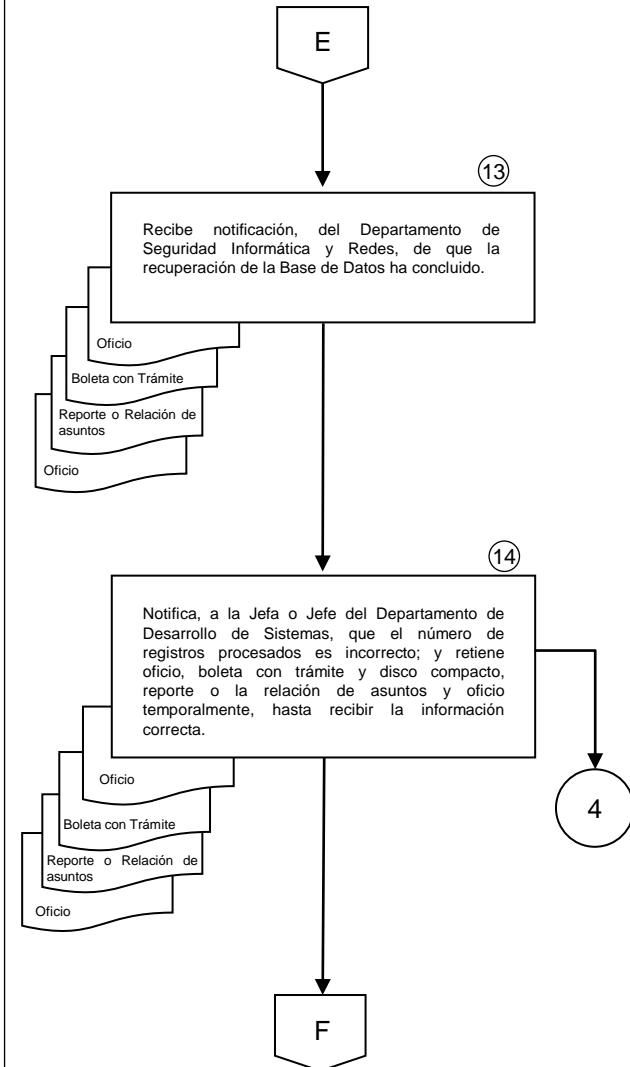 E
13
Recibe notificación, del Departamento de
Seguridad Informática y Redes, de que la
recuperación de la Base de Datos ha concluido.
Oficio
Boleta con Trámite
Reporte o Relación de
asuntos
Oficio
14
Notifica, a la Jefa o Jefe del Departamento de
Desarrollo de Sistemas, que el número de
registros procesados es incorrecto; y retiene
oficio, boleta con trámite y disco compacto,
reporte o la relación de asuntos y oficio
temporalmente, hasta recibir la información
correcta.
Oficio
Boleta con Trámite
Reporte o Relación de
asuntos
Oficio
4
F